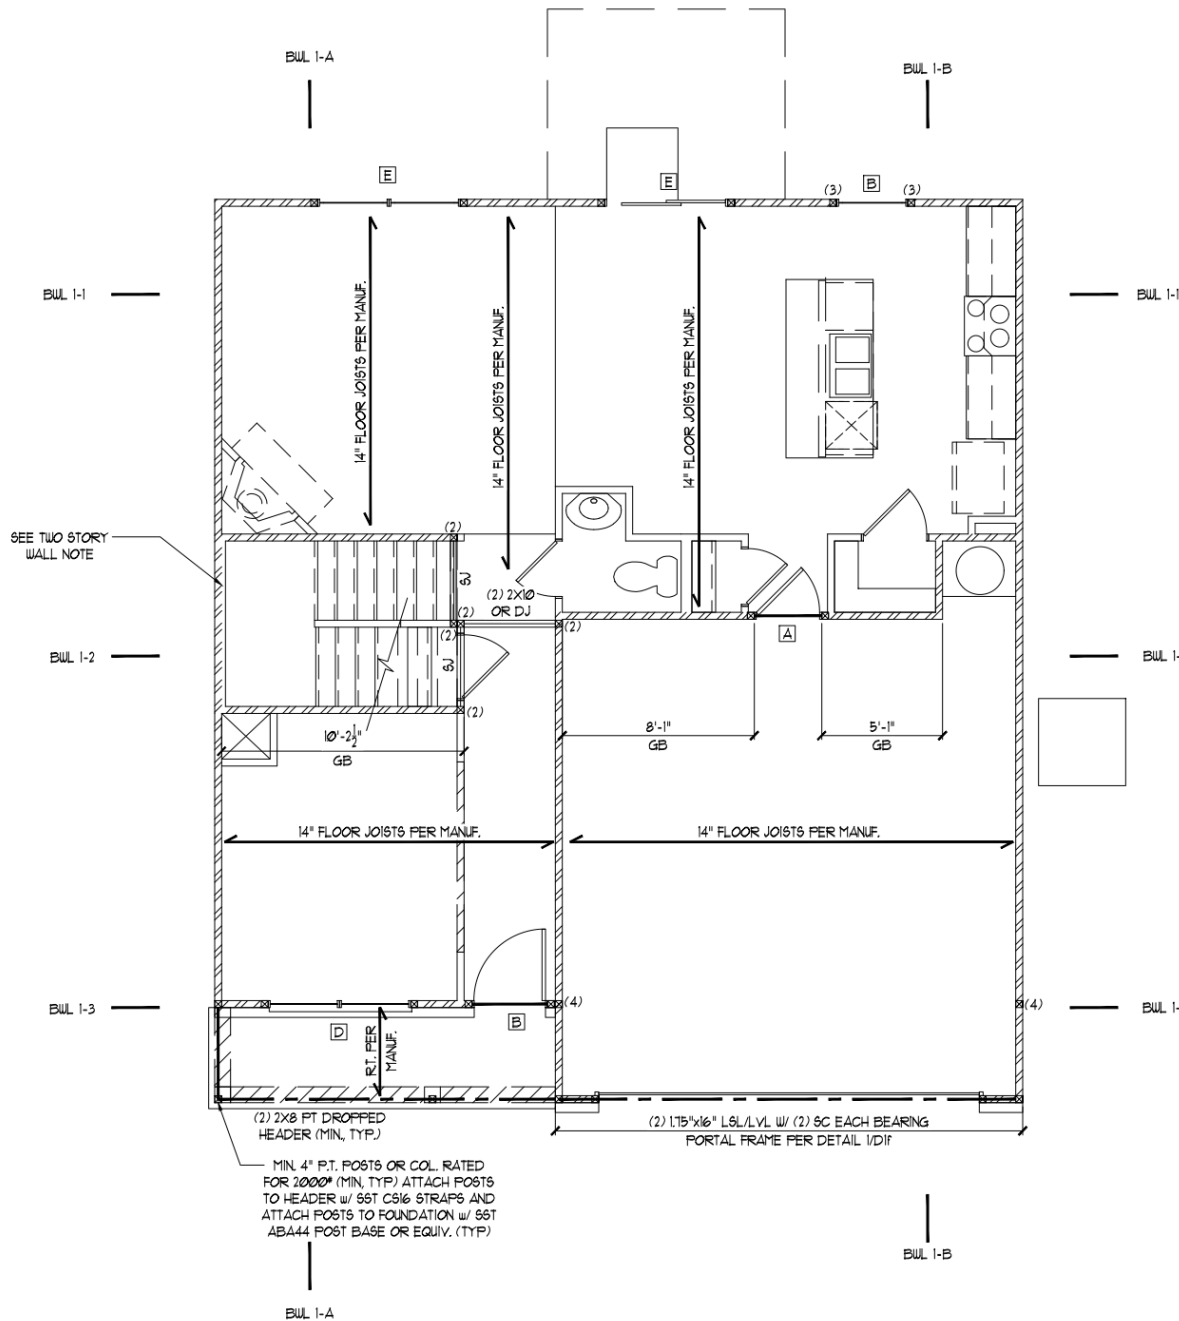 BWL 1-A
BWL 1-B
E
E
(3)
B
(3)
BWL 1-1
BWL 1-1
14" FLOOR JOISTS PER MANUF.
14" FLOOR JOISTS PER MANUF.
14" FLOOR JOISTS PER MANUF.
SEE TWO STORY
WALL NOTE
(2)
SJ
(2) 2X10
OR DJ
(2)
(2)
(2)
A
BWL 1-2
SJ
BWL 1-
(2)
10'-2½"
GB
8'-1"
GB
5'-1"
GB
14" FLOOR JOISTS PER MANUF.
14" FLOOR JOISTS PER MANUF.
BWL 1-3
(4)
(4)
BWL 1-
D
B
R.T. PER
MANUF.
(2) 2X8 PT DROPPED
HEADER (MIN., TYP.)
(2) 1.75"x16" LSL/LVL W/ (2) SC EACH BEARING
PORTAL FRAME PER DETAIL 1/D1f
MIN. 4" P.T. POSTS OR COL. RATED
FOR 2000# (MIN, TYP) ATTACH POSTS
TO HEADER w/ SST CS16 STRAPS AND
ATTACH POSTS TO FOUNDATION w/ SST
ABA44 POST BASE OR EQUIV. (TYP)
BWL 1-B
BWL 1-A